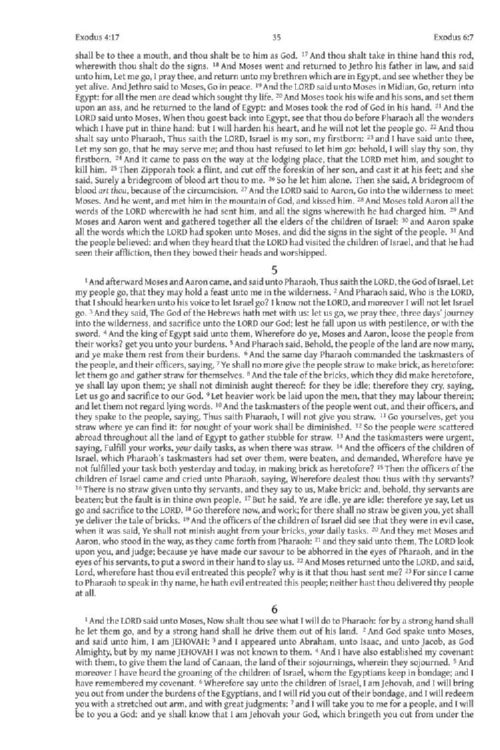 Exodus 4:17 35 Exodus 6:7
shall be to thee a mouth, and thou shalt be to him as God. 17 And thou shalt take in thine hand this rod,
wherewith thou shalt do the signs. 18 And Moses went and returned to Jethro his father in law, and said
unto him, Let me go, I pray thee, and return unto my brethren which are in Egypt, and see whether they be
yet alive. And Jethro said to Moses, Go in peace. 19 And the LORD said unto Moses in Midian, Go, return into
Egypt: for all the men are dead which sought thy life. 20 And Moses took his wife and his sons, and set them
upon an ass, and he returned to the land of Egypt: and Moses took the rod of God in his hand. 21 And the
LORD said unto Moses, When thou goest back into Egypt, see that thou do before Pharaoh all the wonders
which I have put in thine hand: but I will harden his heart, and he will not let the people go. 22 And thou
shalt say unto Pharaoh, Thus saith the LORD, Israel is my son, my firstborn: 23 and I have said unto thee,
Let my son go, that he may serve me; and thou hast refused to let him go: behold, I will slay thy son, thy
firstborn. 24 And it came to pass on the way at the lodging place, that the LORD met him, and sought to
kill him. 25 Then Zipporah took a flint, and cut off the foreskin of her son, and cast it at his feet; and she
said, Surely a bridegroom of blood art thou to me. 26 So he let him alone. Then she said, A bridegroom of
blood art thou, because of the circumcision. 27 And the LORD said to Aaron, Go into the wilderness to meet
Moses. And he went, and met him in the mountain of God, and kissed him. 28 And Moses told Aaron all the
words of the LORD wherewith he had sent him, and all the signs wherewith he had charged him. 29 And
Moses and Aaron went and gathered together all the elders of the children of Israel: 30 and Aaron spake
all the words which the LORD had spoken unto Moses, and did the signs in the sight of the people. 31 And
the people believed: and when they heard that the LORD had visited the children of Israel, and that he had
seen their affliction, then they bowed their heads and worshipped.
5
1 And afterward Moses and Aaron came, and said unto Pharaoh, Thus saith the LORD, the God of Israel, Let
my people go, that they may hold a feast unto me in the wilderness. 2 And Pharaoh said, Who is the LORD,
that I should hearken unto his voice to let Israel go? I know not the LORD, and moreover I will not let Israel
go. 3 And they said, The God of the Hebrews hath met with us: let us go, we pray thee, three days' journey
into the wilderness, and sacrifice unto the LORD our God; lest he fall upon us with pestilence, or with the
sword. 4 And the king of Egypt said unto them, Wherefore do ye, Moses and Aaron, loose the people from
their works? get you unto your burdens. 5 And Pharaoh said, Behold, the people of the land are now many,
and ye make them rest from their burdens. 6 And the same day Pharaoh commanded the taskmasters of
the people, and their officers, saying, 7 Ye shall no more give the people straw to make brick, as heretofore:
let them go and gather straw for themselves. 8 And the tale of the bricks, which they did make heretofore,
ye shall lay upon them; ye shall not diminish aught thereof: for they be idle; therefore they cry, saying,
Let us go and sacrifice to our God. 9 Let heavier work be laid upon the men, that they may labour therein;
and let them not regard lying words. 10 And the taskmasters of the people went out, and their officers, and
they spake to the people, saying, Thus saith Pharaoh, I will not give you straw. 11 Go yourselves, get you
straw where ye can find it: for nought of your work shall be diminished. 12 So the people were scattered
abroad throughout all the land of Egypt to gather stubble for straw. 13 And the taskmasters were urgent,
saying, Fulfill your works, your daily tasks, as when there was straw. 14 And the officers of the children of
Israel, which Pharaoh's taskmasters had set over them, were beaten, and demanded, Wherefore have ye
not fulfilled your task both yesterday and today, in making brick as heretofore? 15 Then the officers of the
children of Israel came and cried unto Pharaoh, saying, Wherefore dealest thou thus with thy servants?
16 There is no straw given unto thy servants, and they say to us, Make brick: and, behold, thy servants are
beaten; but the fault is in thine own people. 17 But he said, Ye are idle, ye are idle: therefore ye say, Let us
go and sacrifice to the LORD. 18 Go therefore now, and work; for there shall no straw be given you, yet shall
ye deliver the tale of bricks. 19 And the officers of the children of Israel did see that they were in evil case,
when it was said, Ye shall not minish aught from your bricks, your daily tasks. 20 And they met Moses and
Aaron, who stood in the way, as they came forth from Pharaoh: 21 and they said unto them, The LORD look
upon you, and judge; because ye have made our savour to be abhorred in the eyes of Pharaoh, and in the
eyes of his servants, to put a sword in their hand to slay us. 22 And Moses returned unto the LORD, and said,
Lord, wherefore hast thou evil entreated this people? why is it that thou hast sent me? 23 For since I came
to Pharaoh to speak in thy name, he hath evil entreated this people; neither hast thou delivered thy people
at all.
6
1 And the LORD said unto Moses, Now shalt thou see what I will do to Pharaoh: for by a strong hand shall
he let them go, and by a strong hand shall he drive them out of his land. 2 And God spake unto Moses,
and said unto him, I am JEHOVAH: 3 and I appeared unto Abraham, unto Isaac, and unto Jacob, as God
Almighty, but by my name JEHOVAH I was not known to them. 4 And I have also established my covenant
with them, to give them the land of Canaan, the land of their sojournings, wherein they sojourned. 5 And
moreover I have heard the groaning of the children of Israel, whom the Egyptians keep in bondage; and I
have remembered my covenant. 6 Wherefore say unto the children of Israel, I am Jehovah, and I will bring
you out from under the burdens of the Egyptians, and I will rid you out of their bondage, and I will redeem
you with a stretched out arm, and with great judgments: 7 and I will take you to me for a people, and I will
be to you a God: and ye shall know that I am Jehovah your God, which bringeth you out from under the